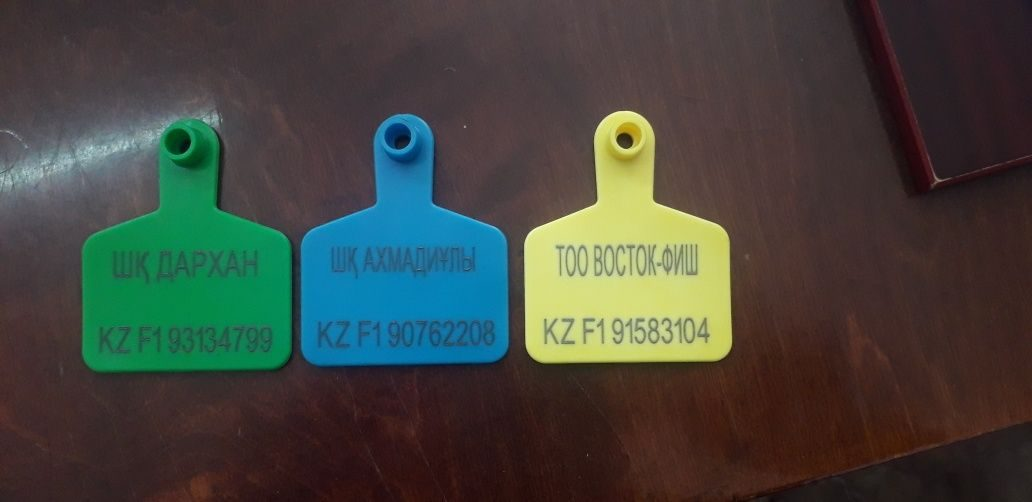 ШҚ ДАРХАН
KZ F1 93134799
ШҚ АХМАДИҰЛЫ
KZ F1 90762208
ТОО ВОСТОК-ФИШ
KZ F1 91583104